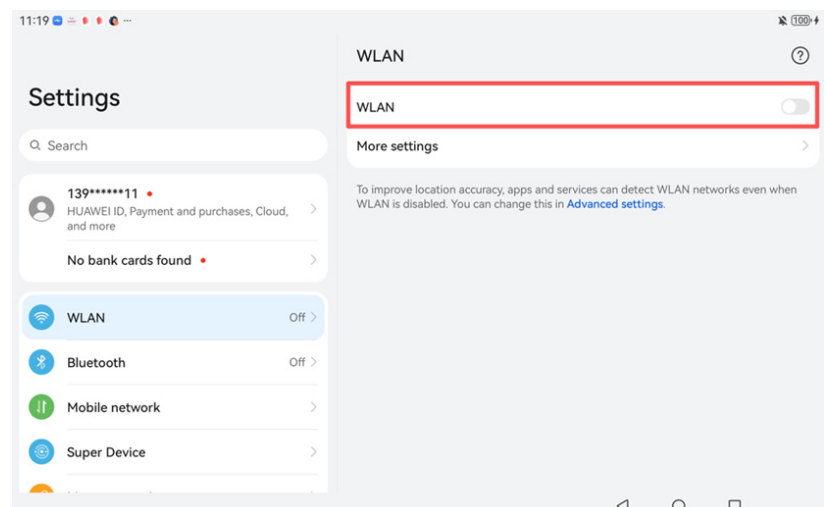 11:19
100
Settings
Search
139******11
HUAWEI ID, Payment and purchases, Cloud,
and more
No bank cards found
WLAN Off
Bluetooth Off
Mobile network
Super Device
WLAN
WLAN
More settings
To improve location accuracy, apps and services can detect WLAN networks even when
WLAN is disabled. You can change this in Advanced settings.